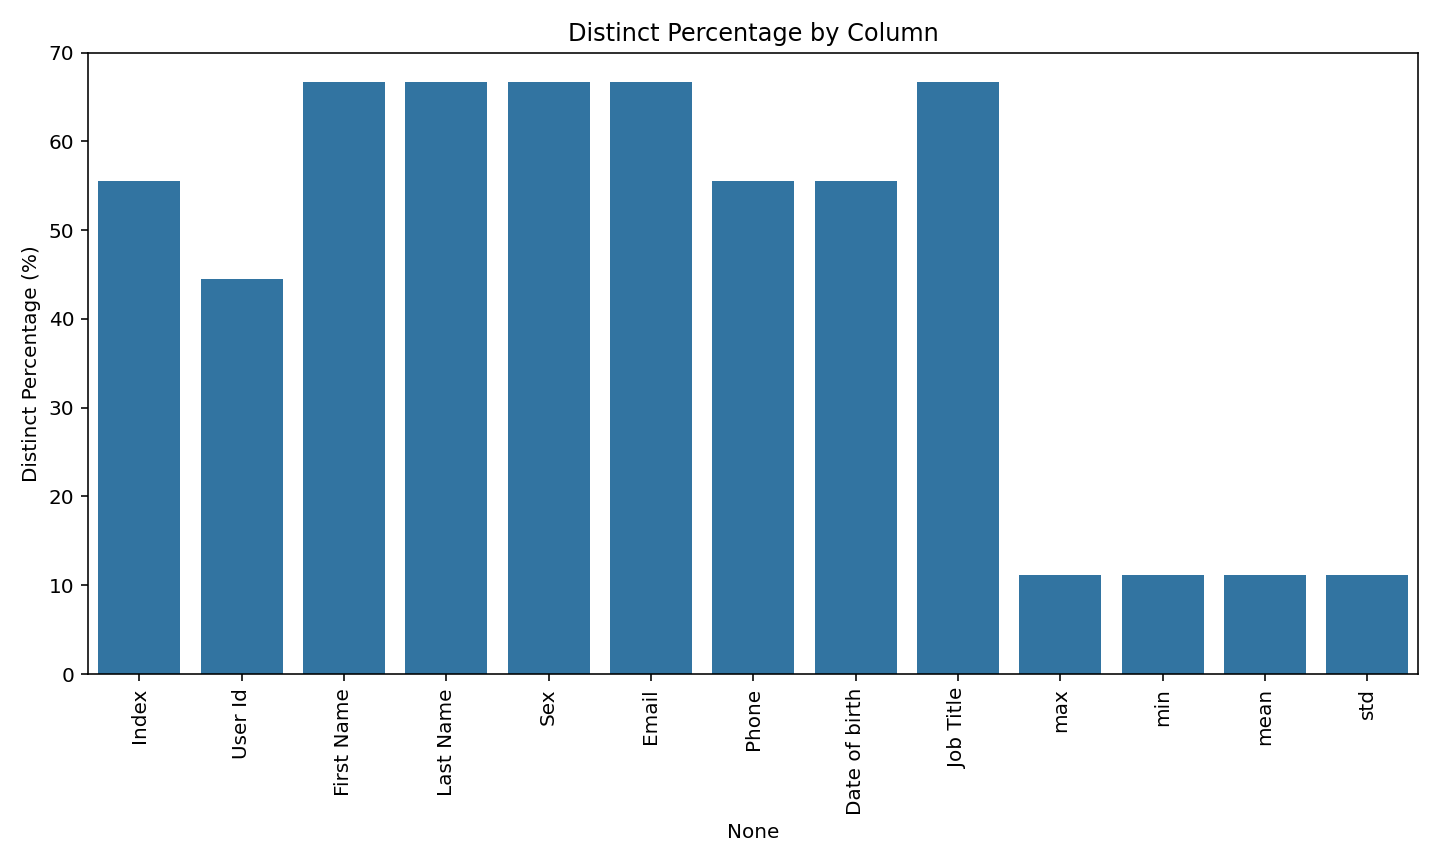 Distinct Percentage by Column
Distinct Percentage (%)
70
60
50
40
30
20
10
0
Index
User Id
First Name
Last Name
Sex
Email
Phone
Date of birth
Job Title
max
min
mean
std
None